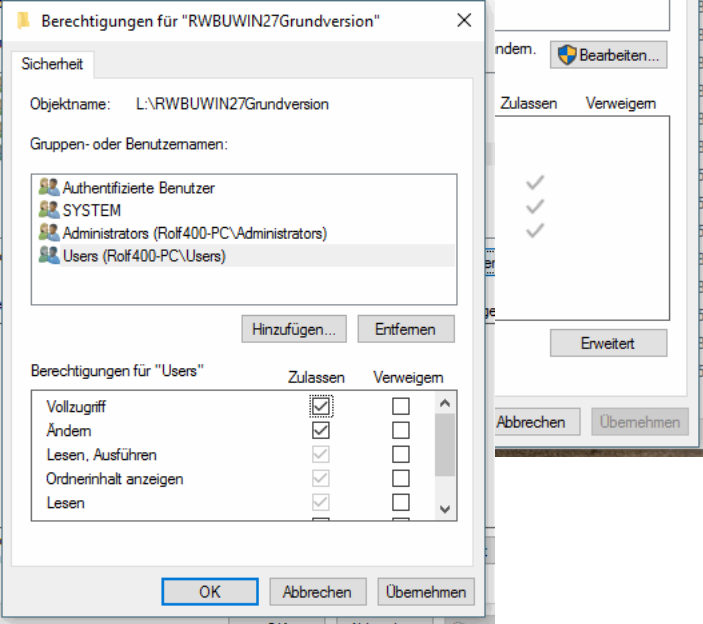 Berechtigungen für "RWBUWIN27Grundversion"
Sicherheit
Objektname: L:\RWBUWIN27Grundversion
Gruppen- oder Benutzernamen:
Authentifizierte Benutzer
SYSTEM
Administrators (Rolf400-PC\Administrators)
Users (Rolf400-PC\Users)
Hinzufügen...
Entfernen
Berechtigungen für "Users"
Zulassen
Verweigern
Vollzugriff
Ändern
Lesen, Ausführen
Ordnerinhalt anzeigen
Lesen
OK
Abbrechen
Übernehmen
Bearbeiten...
Zulassen
Verweigern
Erweitert
Abbrechen
Übernehmen